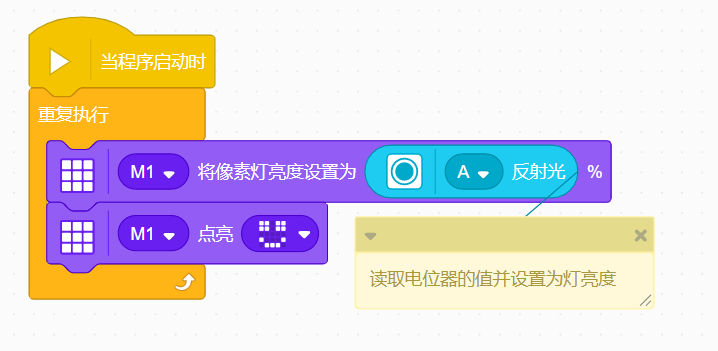 当程序启动时
重复执行
M1 将像素灯亮度设置为 A 反射光 %
M1 点亮
读取电位器的值并设置为灯亮度